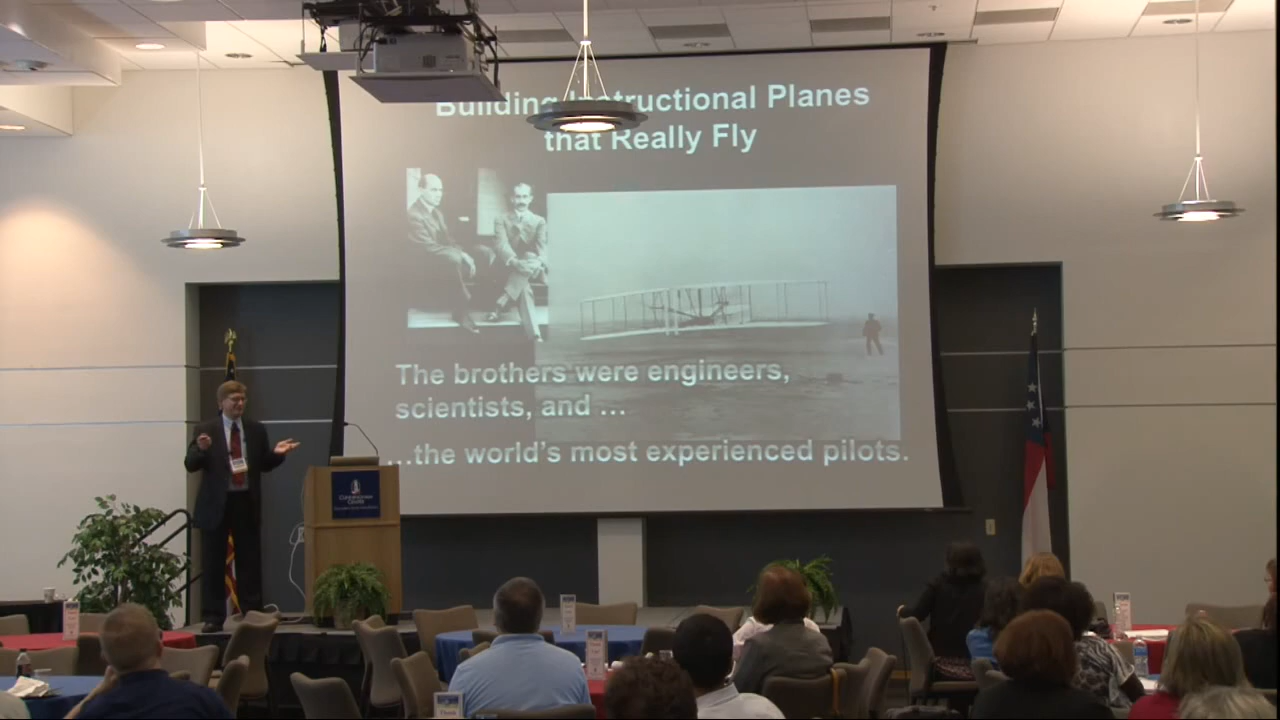 Building Instructional Planes
that Really Fly
The brothers were engineers,
scientists, and …
…the world’s most experienced pilots.